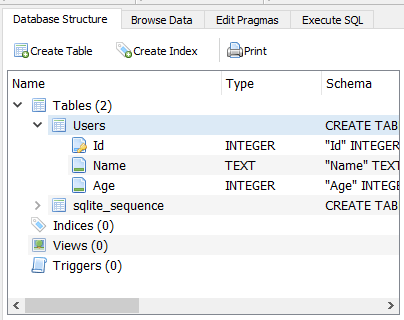 Database Structure Browse Data Edit Pragmas Execute SQL
Create Table Create Index Print
Name Type Schema
Tables (2)
Users CREATE TAB
Id INTEGER "Id" INTEGER
Name TEXT "Name" TEXT
Age INTEGER "Age" INTEGE
sqlite_sequence CREATE TAB
Indices (0)
Views (0)
Triggers (0)